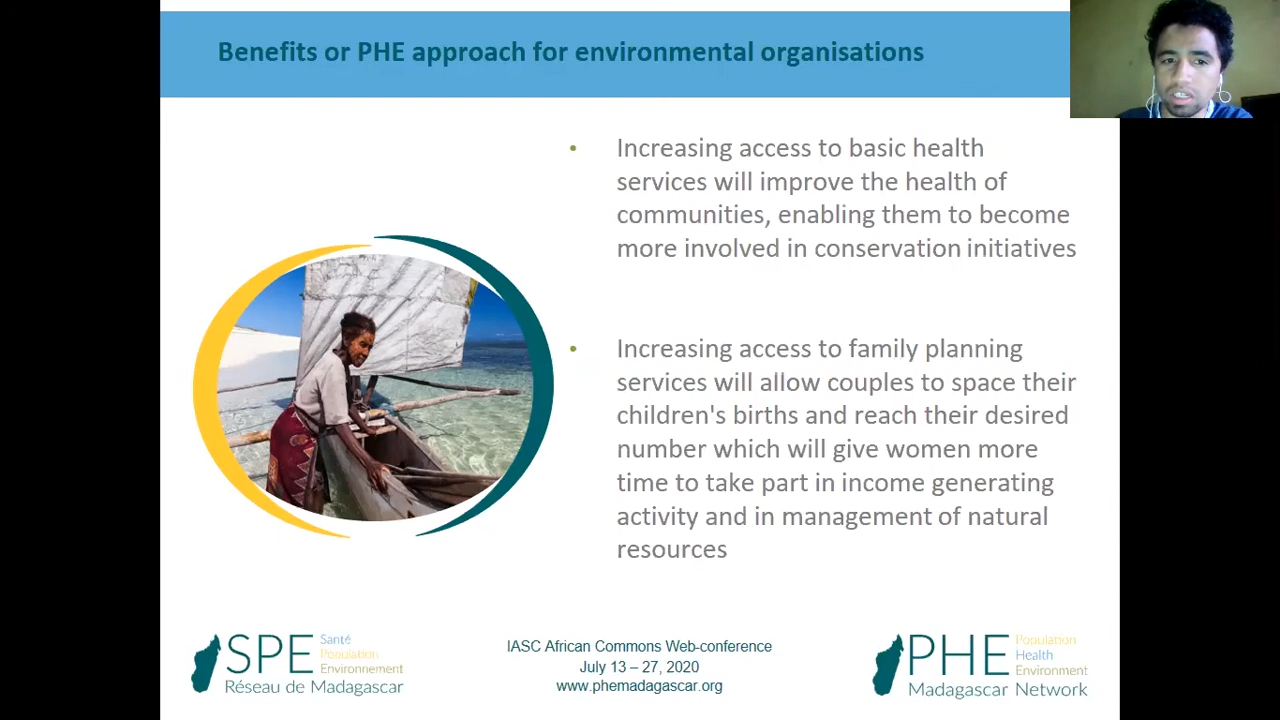 Benefits or PHE approach for environmental organisations
• Increasing access to basic health
services will improve the health of
communities, enabling them to become
more involved in conservation initiatives
• Increasing access to family planning
services will allow couples to space their
children's births and reach their desired
number which will give women more
time to take part in income generating
activity and in management of natural
resources
SPE Santé
Population
Environnement
Réseau de Madagascar
IASC African Commons Web-conference
July 13 – 27, 2020
www.phemadagascar.org
PHE Population
Health
Environment
Madagascar Network